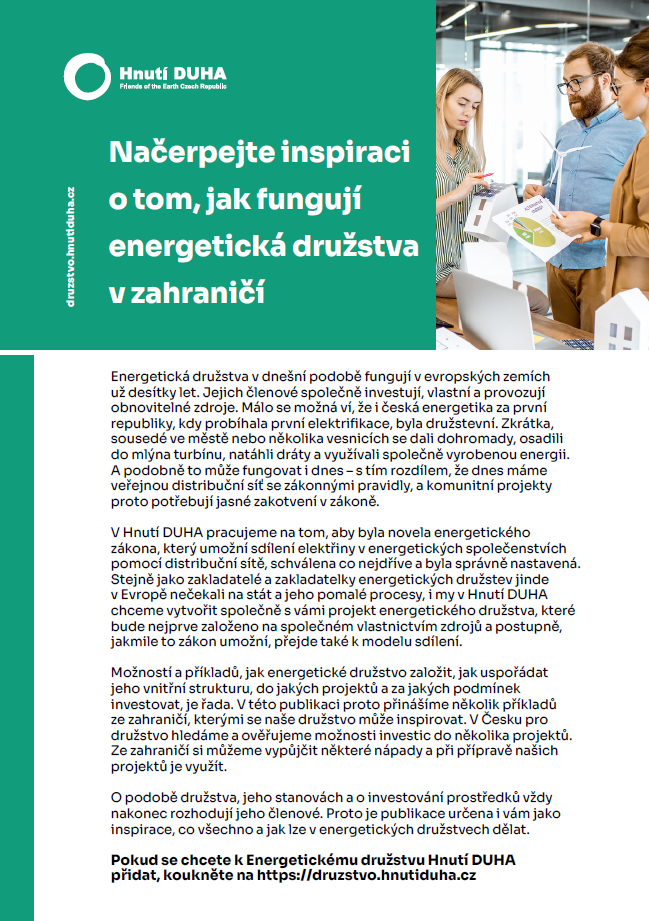 Hnutí DUHA
Friends of the Earth Czech Republic
druzstvo.hnutiduha.cz
Načerpejte inspiraci
o tom, jak fungují
energetická družstva
v zahraničí
Energetická družstva v dnešní podobě fungují v evropských zemích
už desítky let. Jejich členové společně investují, vlastní a provozují
obnovitelné zdroje. Málo se možná ví, že i česká energetika za první
republiky, kdy probíhala první elektrifikace, byla družstevní. Zkrátka,
sousedé ve městě nebo několika vesnicích se dali dohromady, osadili
do mlýna turbínu, natáhli dráty a využívali společně vyrobenou energii.
A podobně to může fungovat i dnes – s tím rozdílem, že dnes máme
veřejnou distribuční síť se zákonnými pravidly, a komunitní projekty
proto potřebují jasné zakotvení v zákoně.
V Hnutí DUHA pracujeme na tom, aby byla novela energetického
zákona, který umožní sdílení elektřiny v energetických společenstvích
pomocí distribuční sítě, schválena co nejdříve a byla správně nastavená.
Stejně jako zakladatelé a zakladatelky energetických družstev jinde
v Evropě nečekali na stát a jeho pomalé procesy, i my v Hnutí DUHA
chceme vytvořit společně s vámi projekt energetického družstva, které
bude nejprve založeno na společném vlastnictvím zdrojů a postupně,
jakmile to zákon umožní, přejde také k modelu sdílení.
Možností a příkladů, jak energetické družstvo založit, jak uspořádat
jeho vnitřní strukturu, do jakých projektů a za jakých podmínek
investovat, je řada. V této publikaci proto přinášíme několik příkladů
ze zahraničí, kterými se naše družstvo může inspirovat. V Česku pro
družstvo hledáme a ověřujeme možnosti investic do několika projektů.
Ze zahraničí si můžeme vypůjčit některé nápady a při přípravě našich
projektů je využít.
O podobě družstva, jeho stanovách a o investování prostředků vždy
nakonec rozhodují jeho členové. Proto je publikace určena i vám jako
inspirace, co všechno a jak lze v energetických družstvech dělat.
Pokud se chcete k Energetickému družstvu Hnutí DUHA
přidat, koukněte na https://druzstvo.hnutiduha.cz